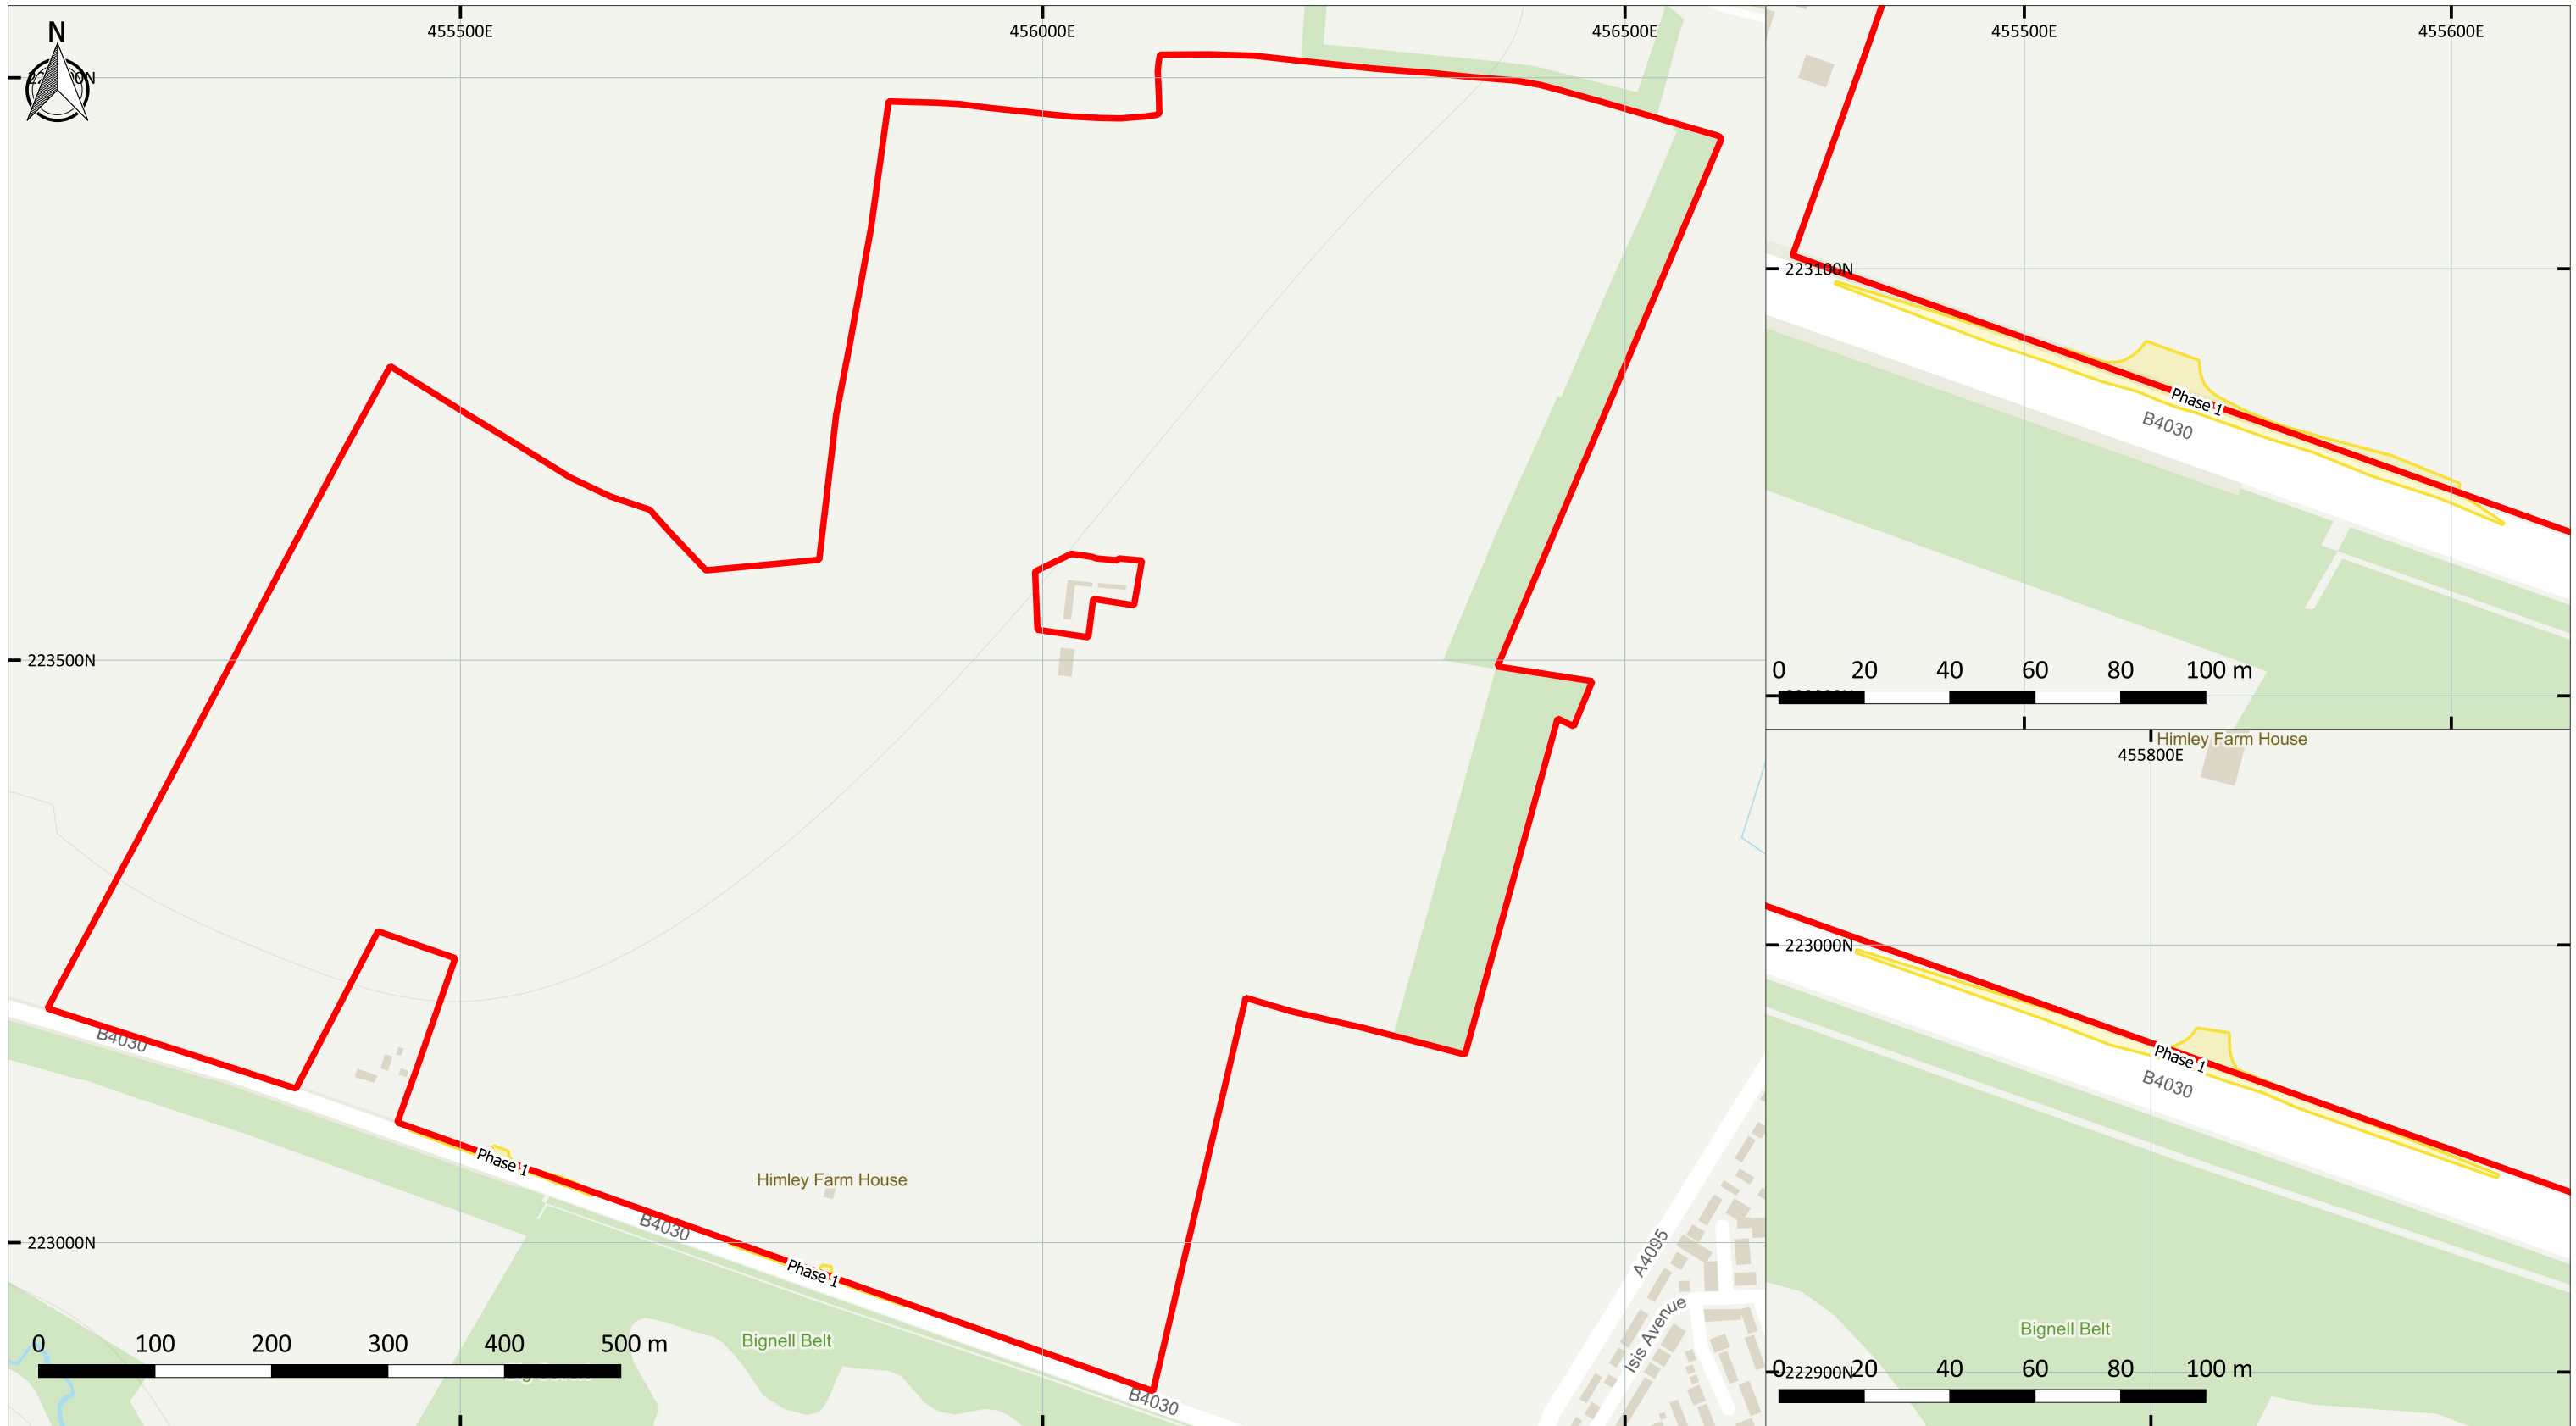 N
455500E
456000E
456500E
223500N
223000N
B4030
Phase 1
B4030
Himley Farm House
Phase 1
Bignell Belt
B4030
A4095
Isis Avenue
0 100 200 300 400 500 m
455500E
455600E
223100N
Phase 1
B4030
0 20 40 60 80 100 m
Himley Farm House
455800E
223000N
Phase 1
B4030
Bignell Belt
222900N
0 20 40 60 80 100 m